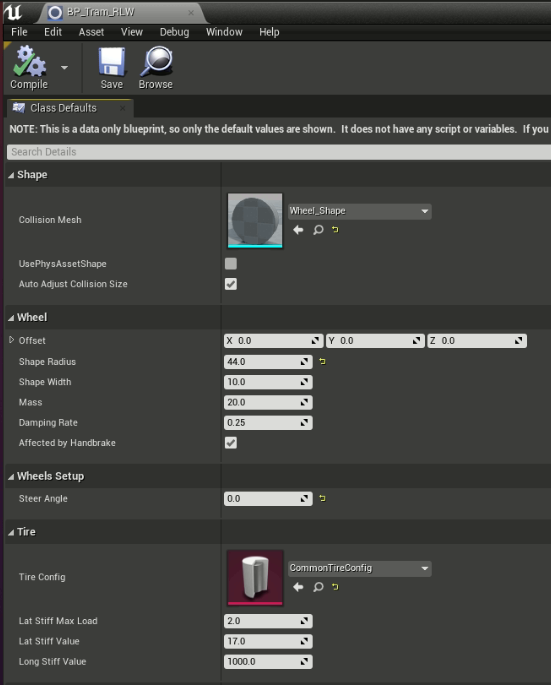 BP_Tram_RLW
File Edit Asset View Debug Window Help
Compile Save Browse
Class Defaults
NOTE: This is a data only blueprint, so only the default values are shown. It does not have any script or variables. If you
Search Details
Shape
Collision Mesh Wheel_Shape
UsePhysAssetShape
Auto Adjust Collision Size
Wheel
Offset X 0.0 Y 0.0 Z 0.0
Shape Radius 44.0
Shape Width 10.0
Mass 20.0
Damping Rate 0.25
Affected by Handbrake
Wheels Setup
Steer Angle 0.0
Tire
Tire Config CommonTireConfig
Lat Stiff Max Load 2.0
Lat Stiff Value 17.0
Long Stiff Value 1000.0